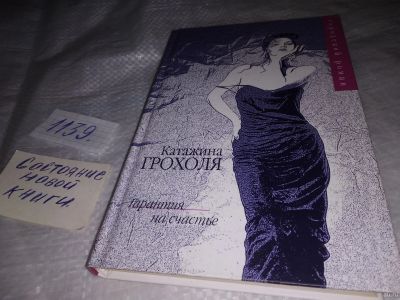 1139.
Состояние
новой
книги.
Катажина
ГРОХОЛЯ
гарантия
на счастье